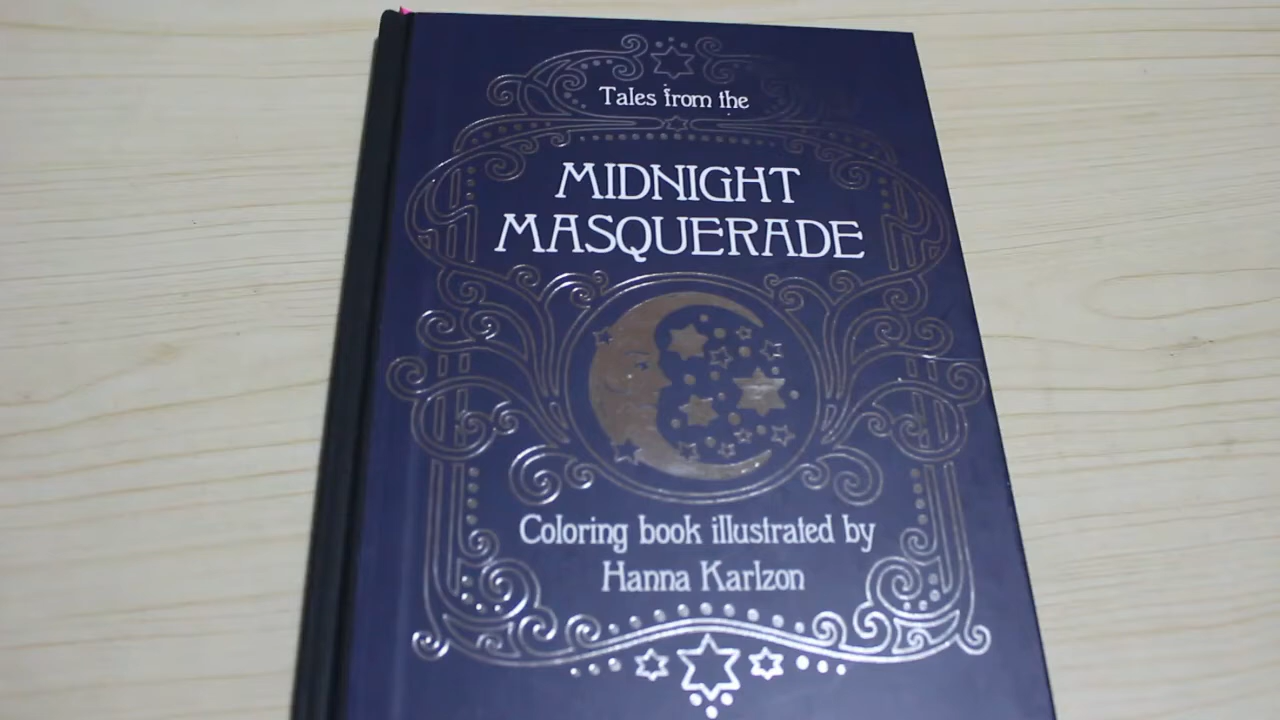 Tales from the
MIDNIGHT
MASQUERADE
Coloring book illustrated by
Hanna Karlzon